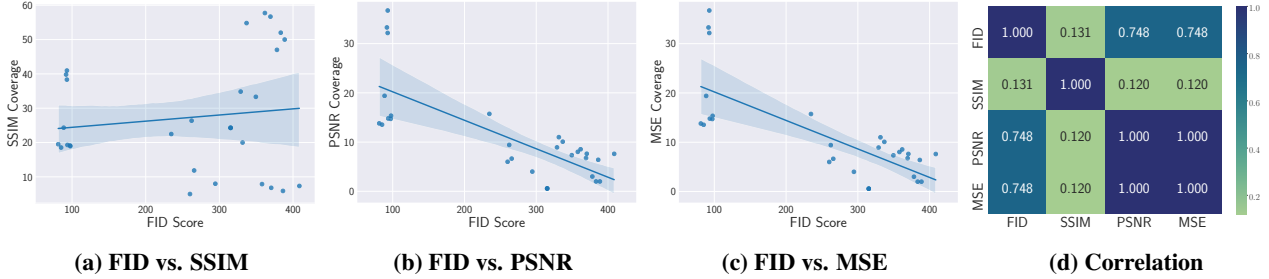 60
50
40
30
20
10
SSIM Coverage
100
200
300
400
FID Score
(a) FID vs. SSIM
30
20
10
0
PSNR Coverage
100
200
300
400
FID Score
(b) FID vs. PSNR
30
20
10
0
MSE Coverage
100
200
300
400
FID Score
(c) FID vs. MSE
FID
1.000 0.131 0.748 0.748
SSIM
0.131 1.000 0.120 0.120
PSNR
0.748 0.120 1.000 1.000
MSE
0.748 0.120 1.000 1.000
FID SSIM PSNR MSE
1.0
0.8
0.6
0.4
0.2
(d) Correlation